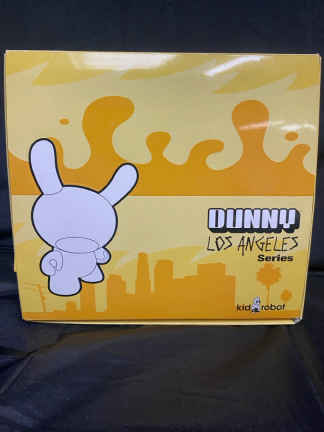 DUNNY
LOS ANGELES
Series
kidrobot